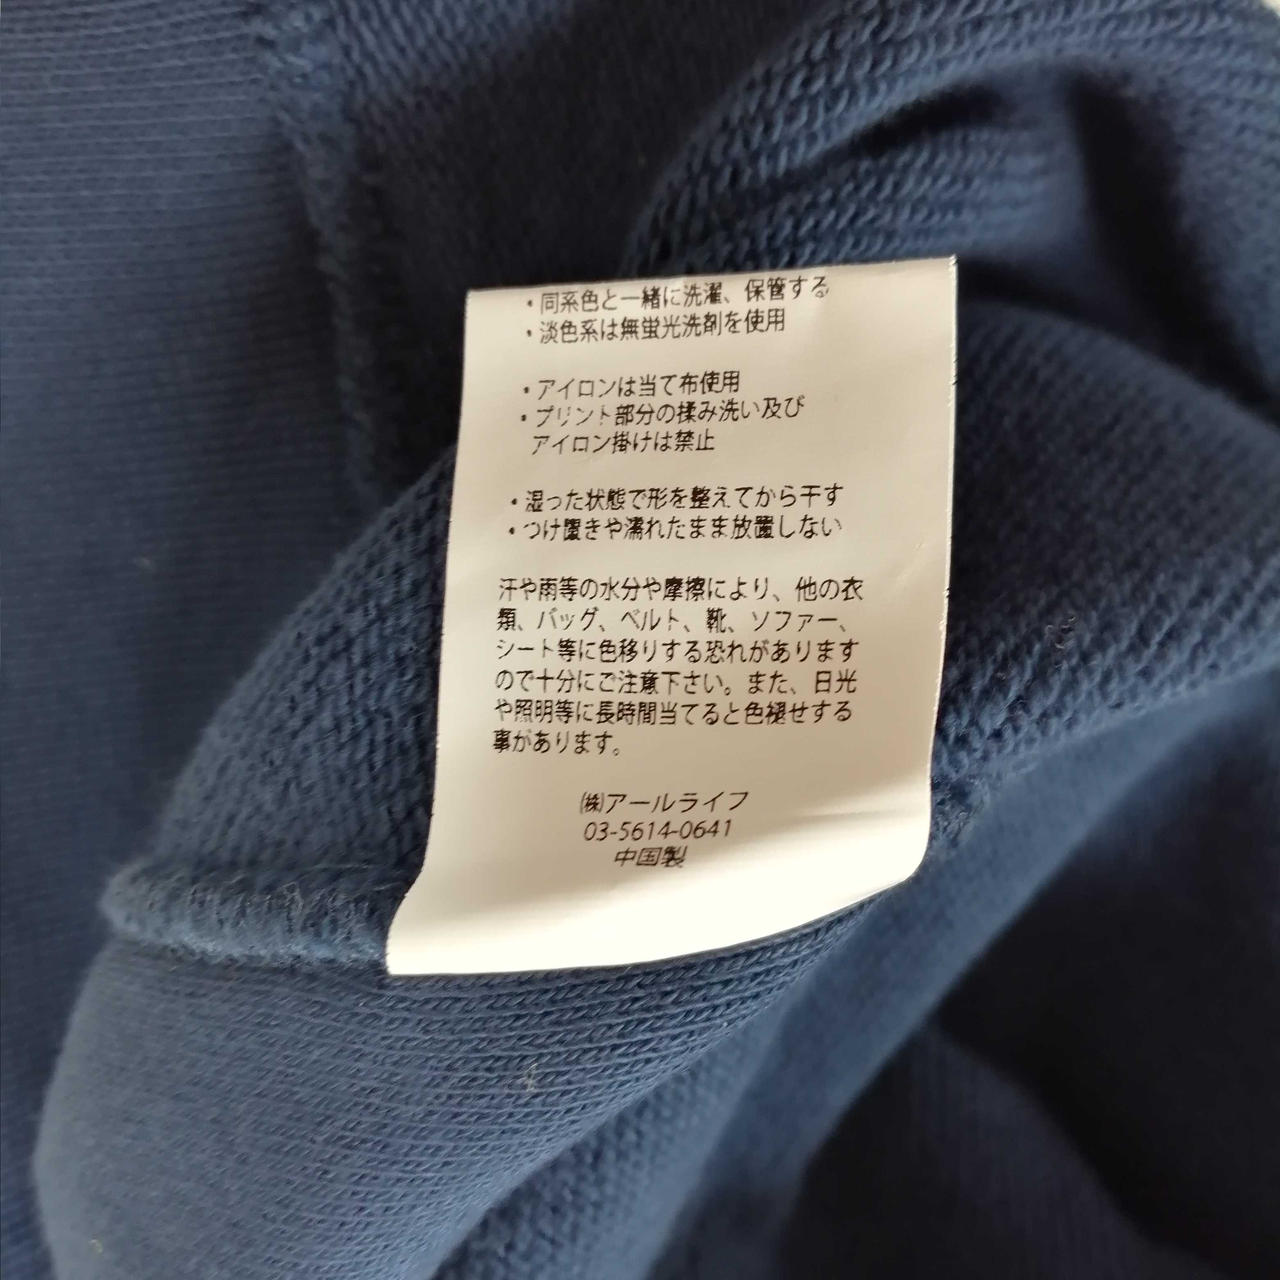 ・同系色と一緒に洗濯、保管する
・淡色系は無蛍光洗剤を使用
・アイロンは当て布使用
・プリント部分の揉み洗い及び
アイロン掛けは禁止
・湿った状態で形を整えてから干す
・つけ置きや濡れたまま放置しない
汗や雨等の水分や摩擦により、他の衣
類、バッグ、ベルト、靴、ソファー、
シート等に色移りする恐れがあります
ので十分にご注意下さい。また、日光
や照明等に長時間当てると色褪せする
事があります。
㈱アールライフ
03-5614-0641
中国製